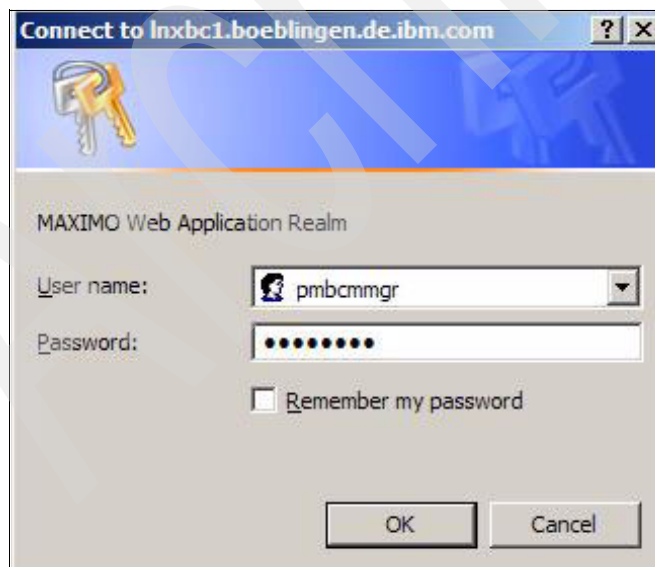 Connect to lnxbc1.boeblingen.de.ibm.com
MAXIMO Web Application Realm
User name: pmbcmmgr
Password: ••••••••
Remember my password
OK Cancel